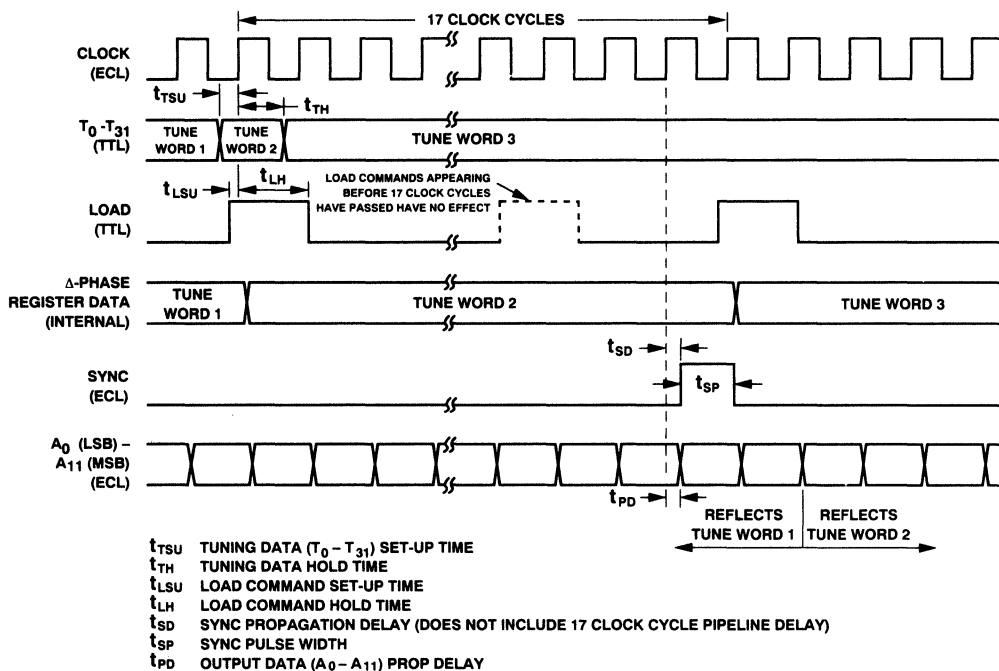 17 CLOCK CYCLES
CLOCK
(ECL)
tTSU
tTH
T0 -T31
(TTL)
TUNE
WORD 1
TUNE
WORD 2
TUNE WORD 3
tLSU
tLH
LOAD COMMANDS APPEARING
BEFORE 17 CLOCK CYCLES
HAVE PASSED HAVE NO EFFECT
LOAD
(TTL)
Δ-PHASE
REGISTER DATA
(INTERNAL)
TUNE
WORD 1
TUNE WORD 2
TUNE WORD 3
tSD
SYNC
(ECL)
tSP
A0 (LSB) –
A11 (MSB)
(ECL)
tPD
REFLECTS
TUNE WORD 1
REFLECTS
TUNE WORD 2
tTSU TUNING DATA (T0 – T31) SET-UP TIME
tTH TUNING DATA HOLD TIME
tLSU LOAD COMMAND SET-UP TIME
tLH LOAD COMMAND HOLD TIME
tSD SYNC PROPAGATION DELAY (DOES NOT INCLUDE 17 CLOCK CYCLE PIPELINE DELAY)
tSP SYNC PULSE WIDTH
tPD OUTPUT DATA (A0 – A11) PROP DELAY